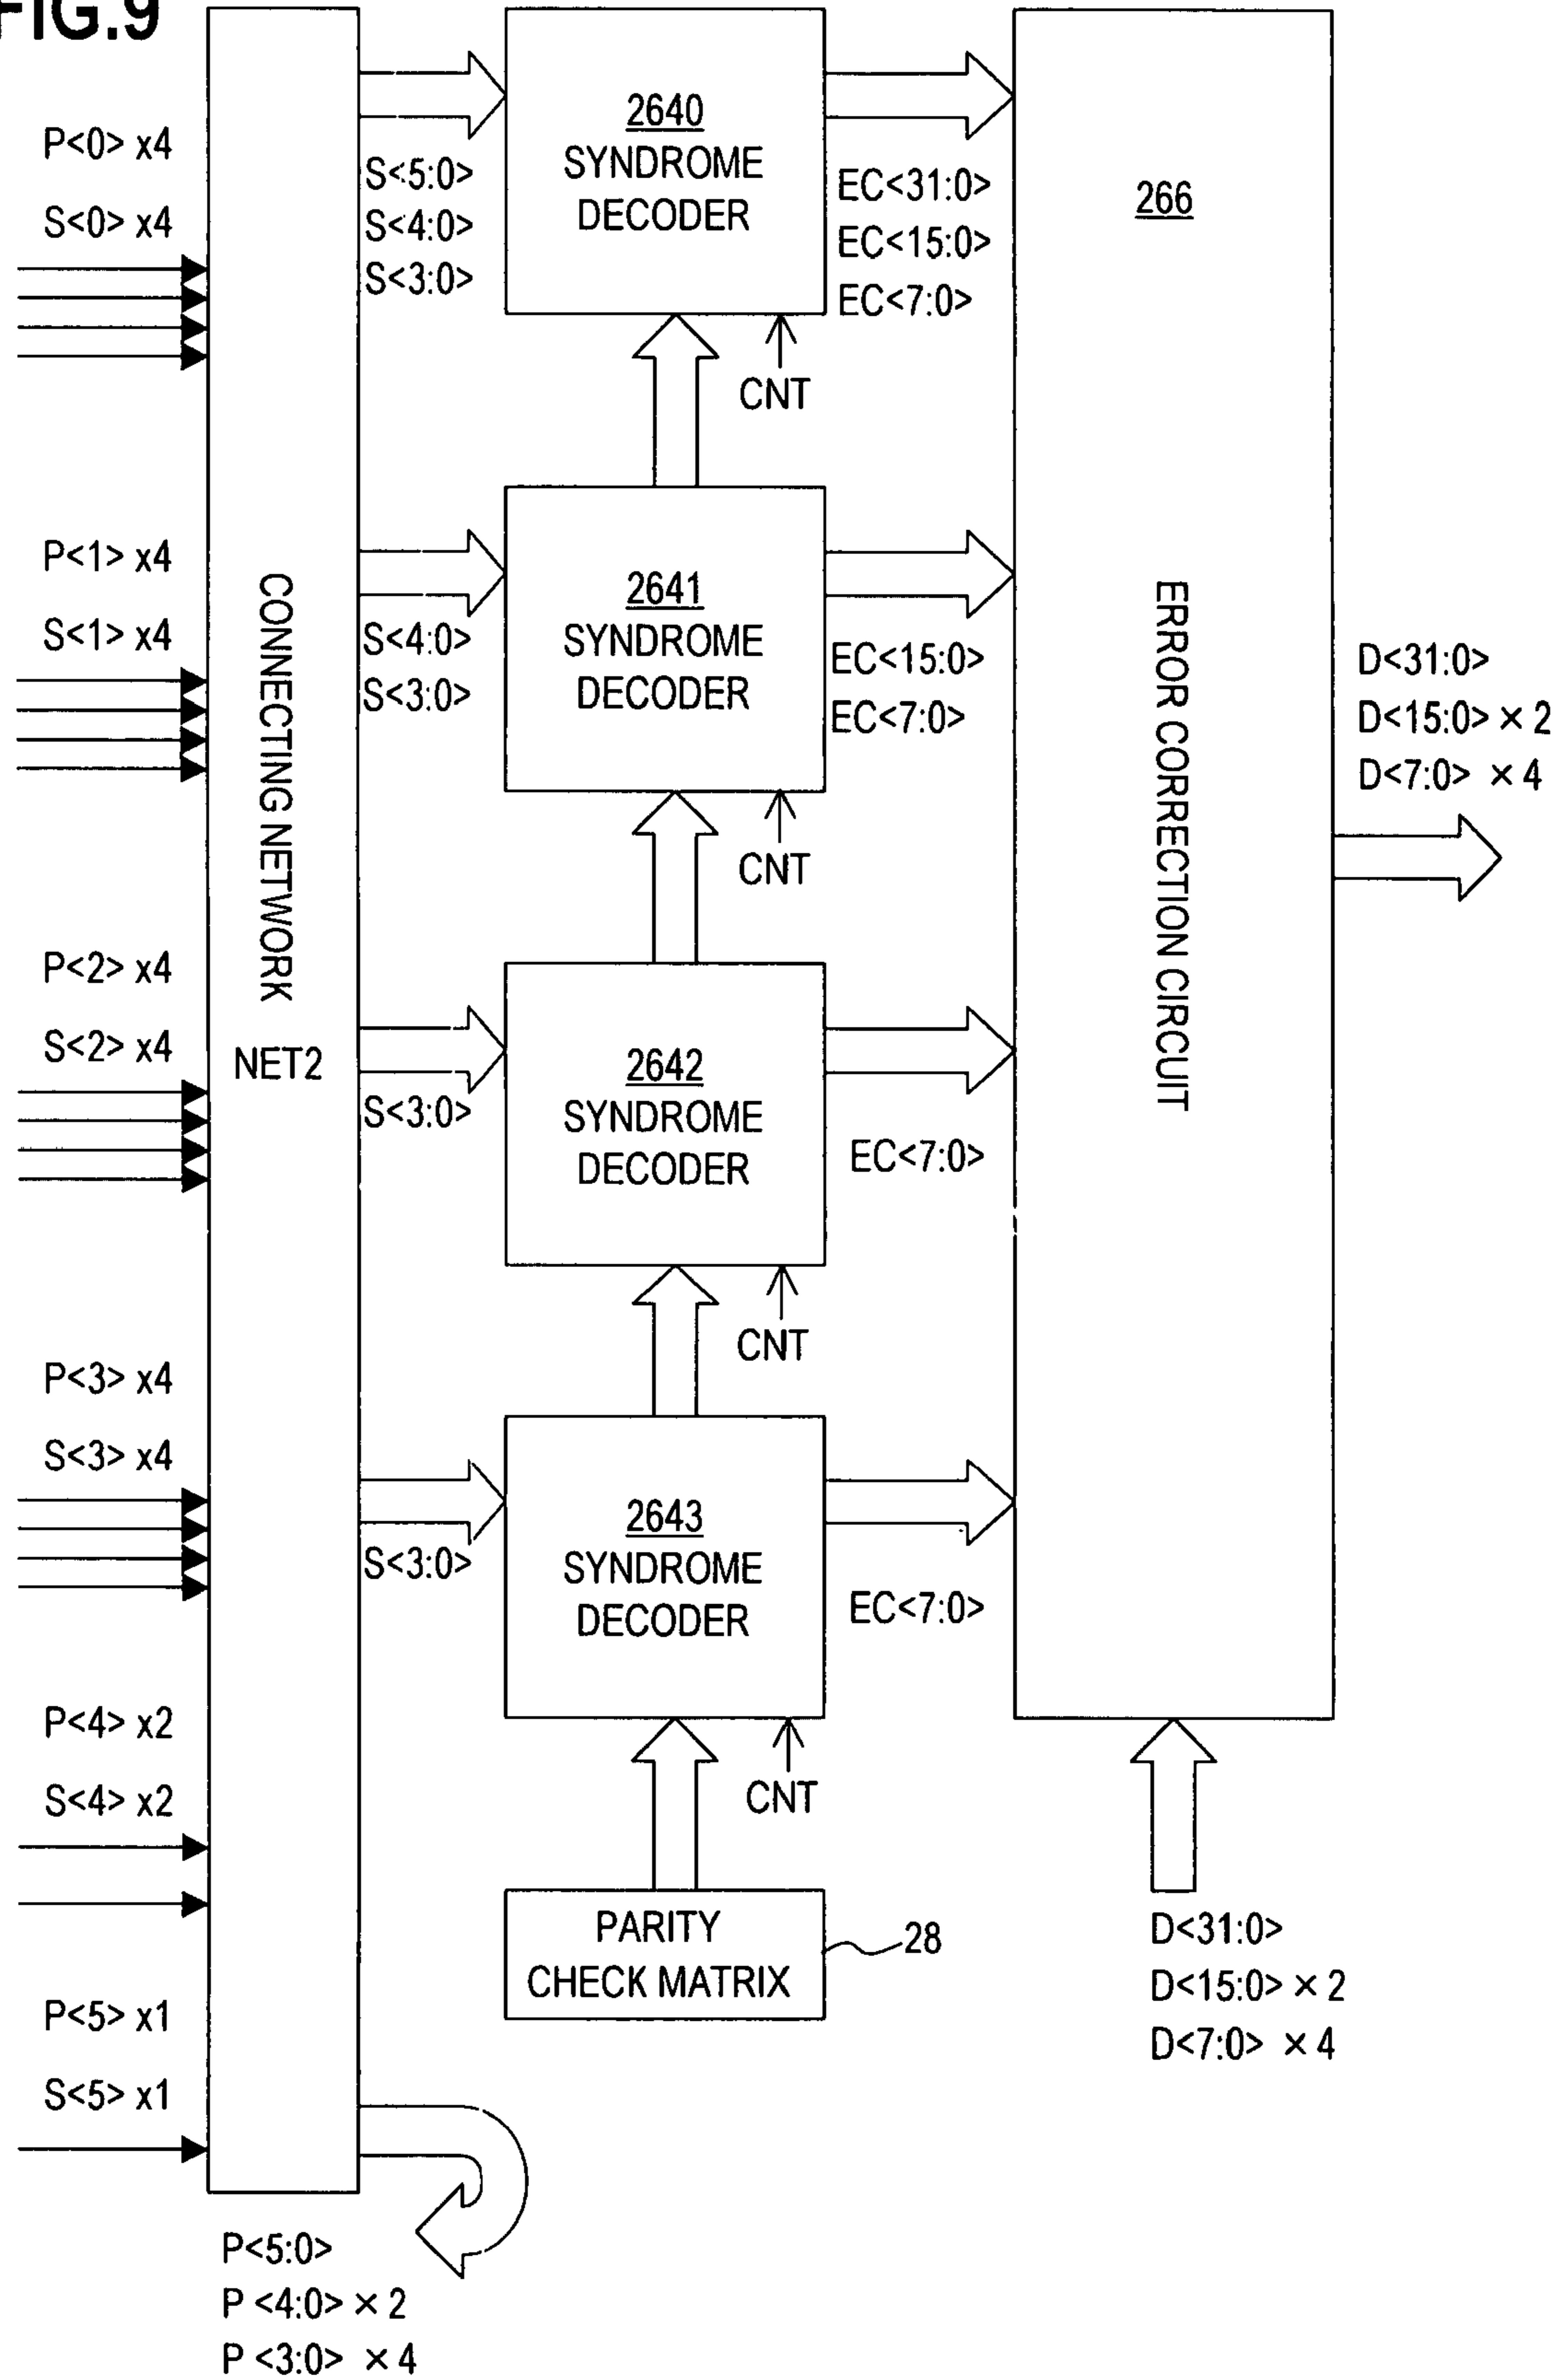 FIG.9
P<0> x4
S<0> x4
P<1> x4
S<1> x4
P<2> x4
S<2> x4
P<3> x4
S<3> x4
P<4> x2
S<4> x2
P<5> x1
S<5> x1
CONNECTING NETWORK
NET2
P<5:0>
P <4:0> × 2
P <3:0> × 4
S<5:0>
S<4:0>
S<3:0>
2640
SYNDROME
DECODER
CNT
EC<31:0>
EC<15:0>
EC<7:0>
S<4:0>
S<3:0>
2641
SYNDROME
DECODER
CNT
EC<15:0>
EC<7:0>
S<3:0>
2642
SYNDROME
DECODER
CNT
EC<7:0>
S<3:0>
2643
SYNDROME
DECODER
CNT
EC<7:0>
PARITY
CHECK MATRIX
28
266
ERROR CORRECTION CIRCUIT
D<31:0>
D<15:0> × 2
D<7:0> × 4
D<31:0>
D<15:0> × 2
D<7:0> × 4